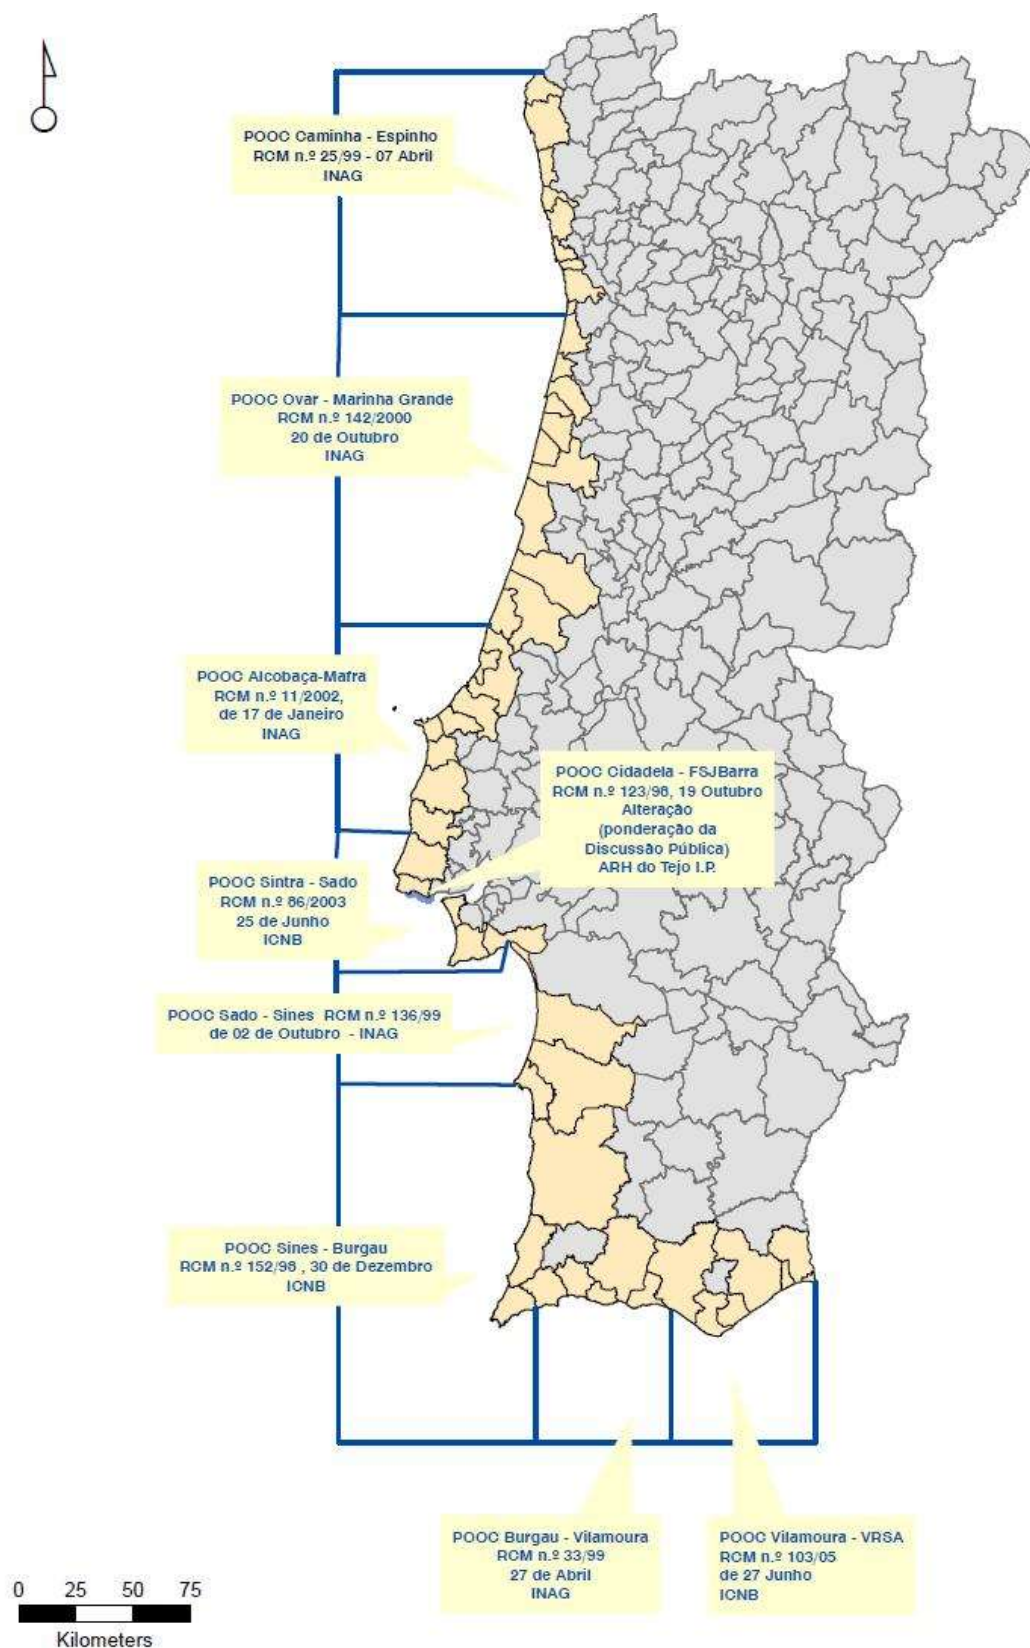 POOC Caminha - Espinho
RCM n.º 25/99 - 07 Abril
INAG
POOC Ovar - Marinha Grande
RCM n.º 142/2000
20 de Outubro
INAG
POOC Alcobaça-Mafra
RCM n.º 11/2002,
de 17 de Janeiro
INAG
POOC Cidadela - FSJBarra
RCM n.º 123/98, 19 Outubro
Alteração
(ponderação da
Discussão Pública)
ARH do Tejo I.P.
POOC Sintra - Sado
RCM n.º 86/2003
25 de Junho
ICNB
POOC Sado - Sines RCM n.º 136/99
de 02 de Outubro - INAG
POOC Sines - Burgau
RCM n.º 152/98 , 30 de Dezembro
ICNB
POOC Burgau - Vilamoura
RCM n.º 33/99
27 de Abril
INAG
POOC Vilamoura - VRSA
RCM n.º 103/05
de 27 Junho
ICNB
0 25 50 75
Kilometers